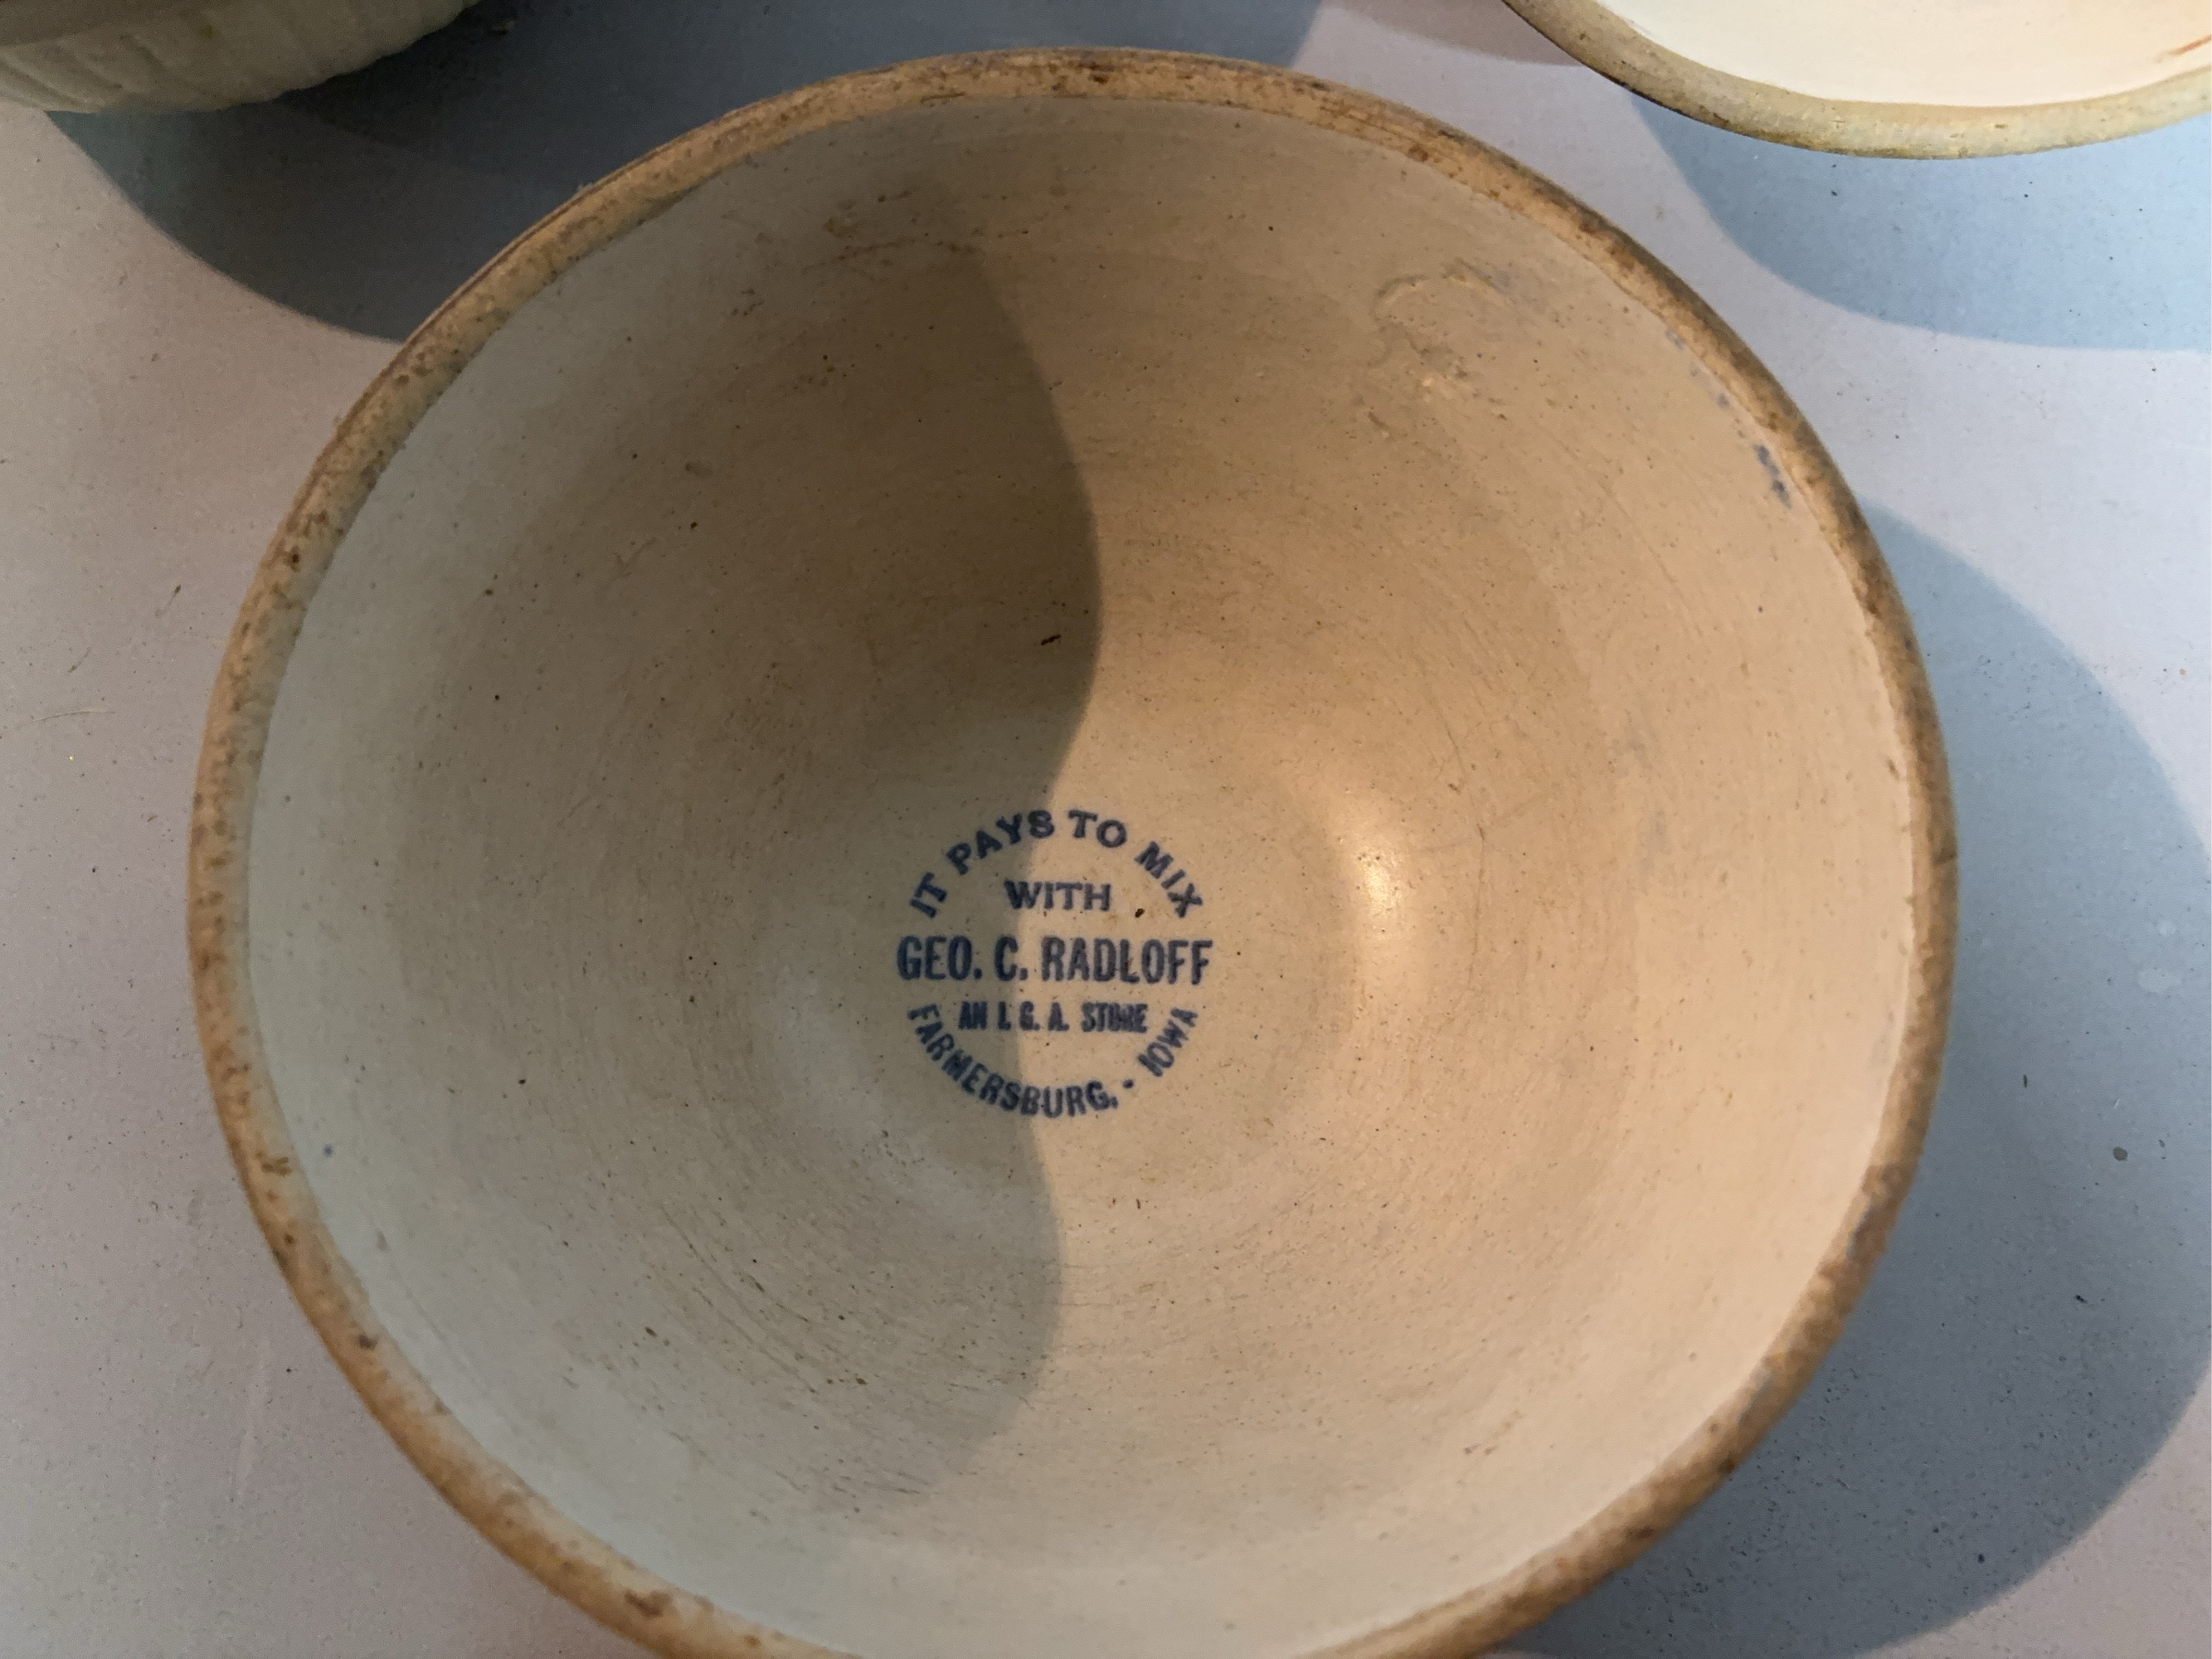 IT PAYS TO MIX
WITH
GEO. C. RADLOFF
AN I. G. A. STORE
FARMERSBURG, - IOWA